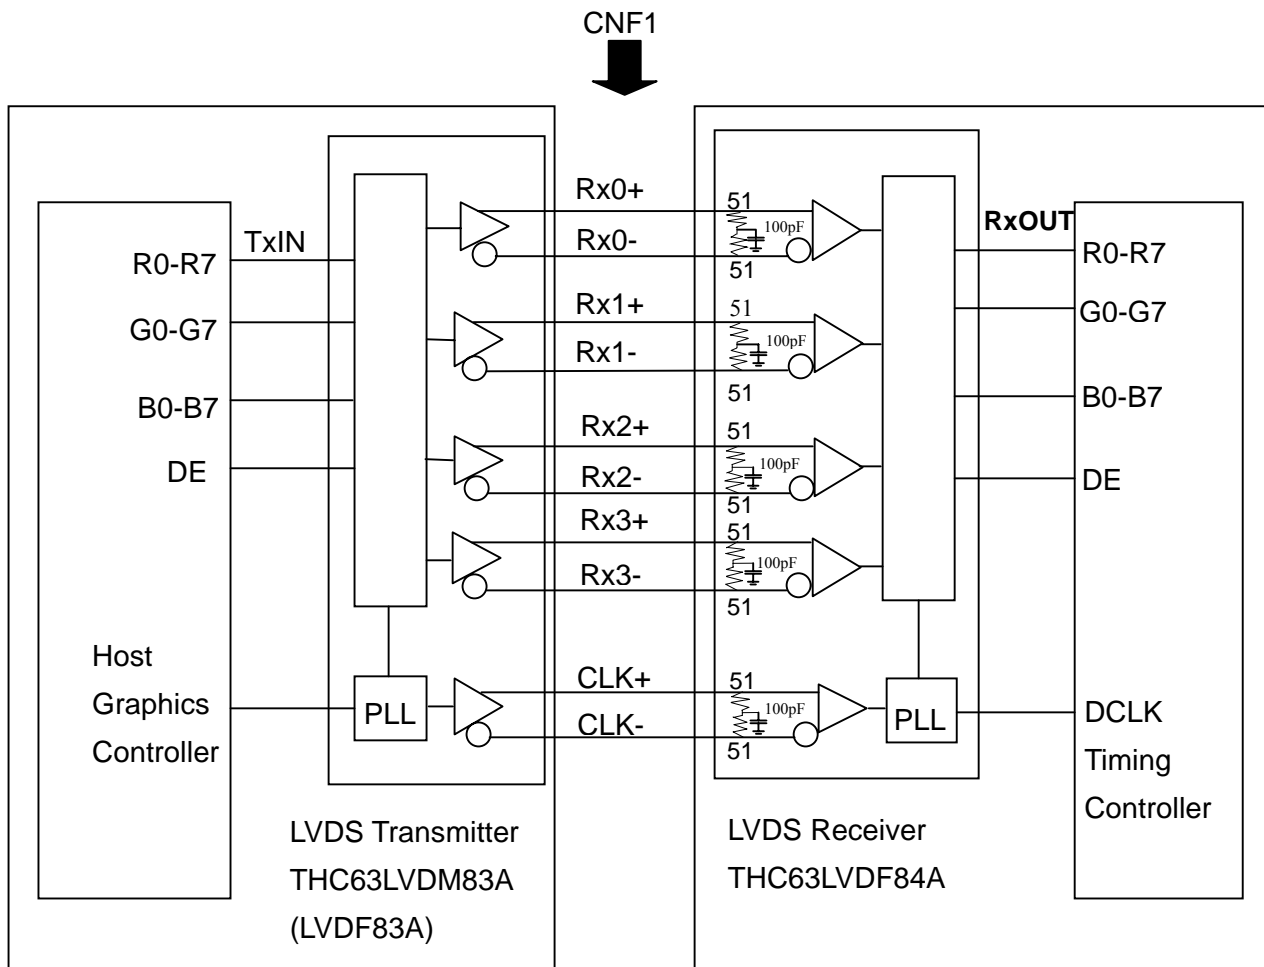 CNF1
TxIN
R0-R7
G0-G7
B0-B7
DE
Host
Graphics
Controller
PLL
LVDS Transmitter
THC63LVDM83A
(LVDF83A)
Rx0+
Rx0-
Rx1+
Rx1-
Rx2+
Rx2-
Rx3+
Rx3-
CLK+
CLK-
51
100pF
51
51
100pF
51
51
100pF
51
51
100pF
51
51
100pF
51
PLL
LVDS Receiver
THC63LVDF84A
RxOUT
R0-R7
G0-G7
B0-B7
DE
DCLK
Timing
Controller